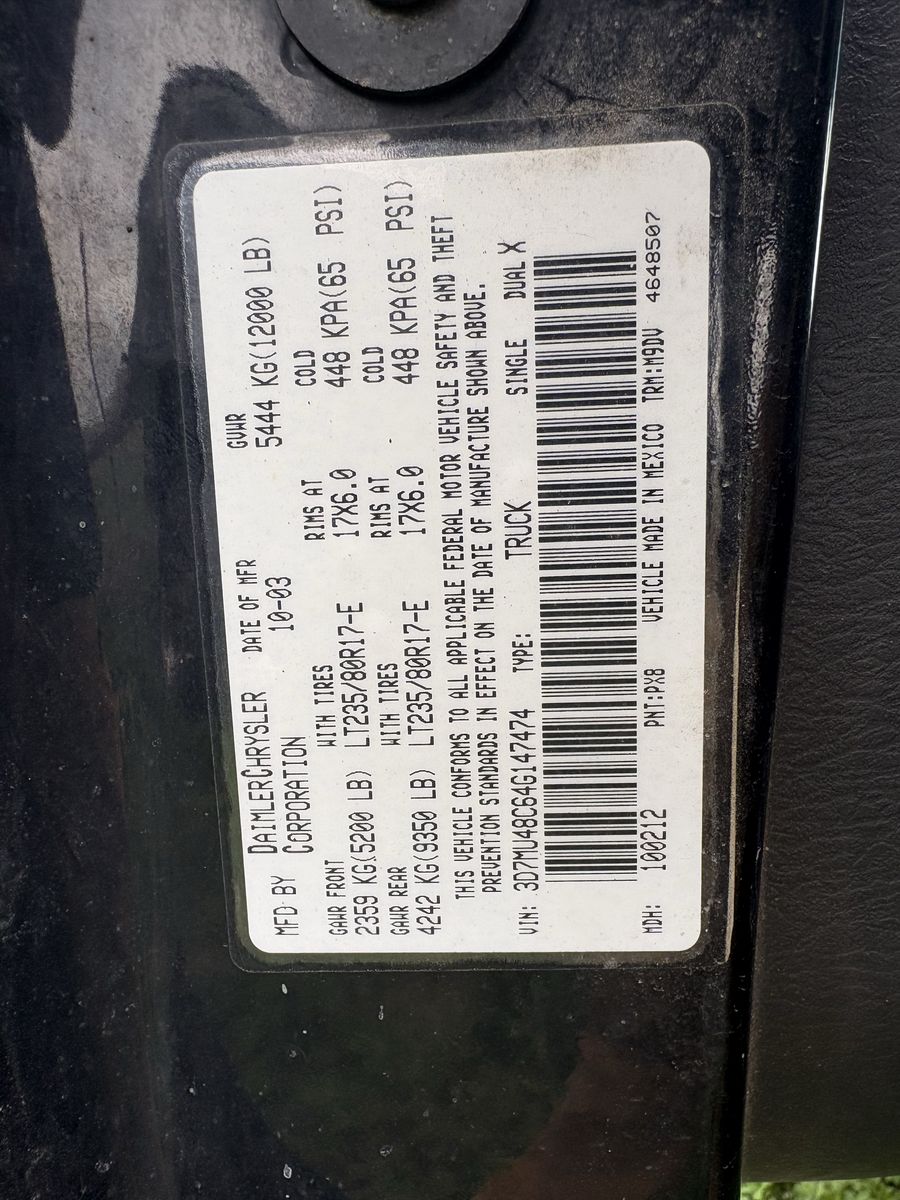 MFD BY DAIMLERCHRYSLER CORPORATION DATE OF MFR 10-03 GVWR 5444 KG(12000 LB)
GAWR FRONT WITH TIRES RIMS AT COLD
2359 KG(5200 LB) LT235/80R17-E 17X6.0 448 KPA(65 PSI)
GAWR REAR WITH TIRES RIMS AT COLD
4242 KG(9350 LB) LT235/80R17-E 17X6.0 448 KPA(65 PSI)
THIS VEHICLE CONFORMS TO ALL APPLICABLE FEDERAL MOTOR VEHICLE SAFETY AND THEFT
PREVENTION STANDARDS IN EFFECT ON THE DATE OF MANUFACTURE SHOWN ABOVE.
VIN: 3D7MU48C64G147474 TYPE: TRUCK SINGLE DUAL X
MDH: 100212 PNT:PX8 VEHICLE MADE IN MEXICO TRM:M9DV 4648507